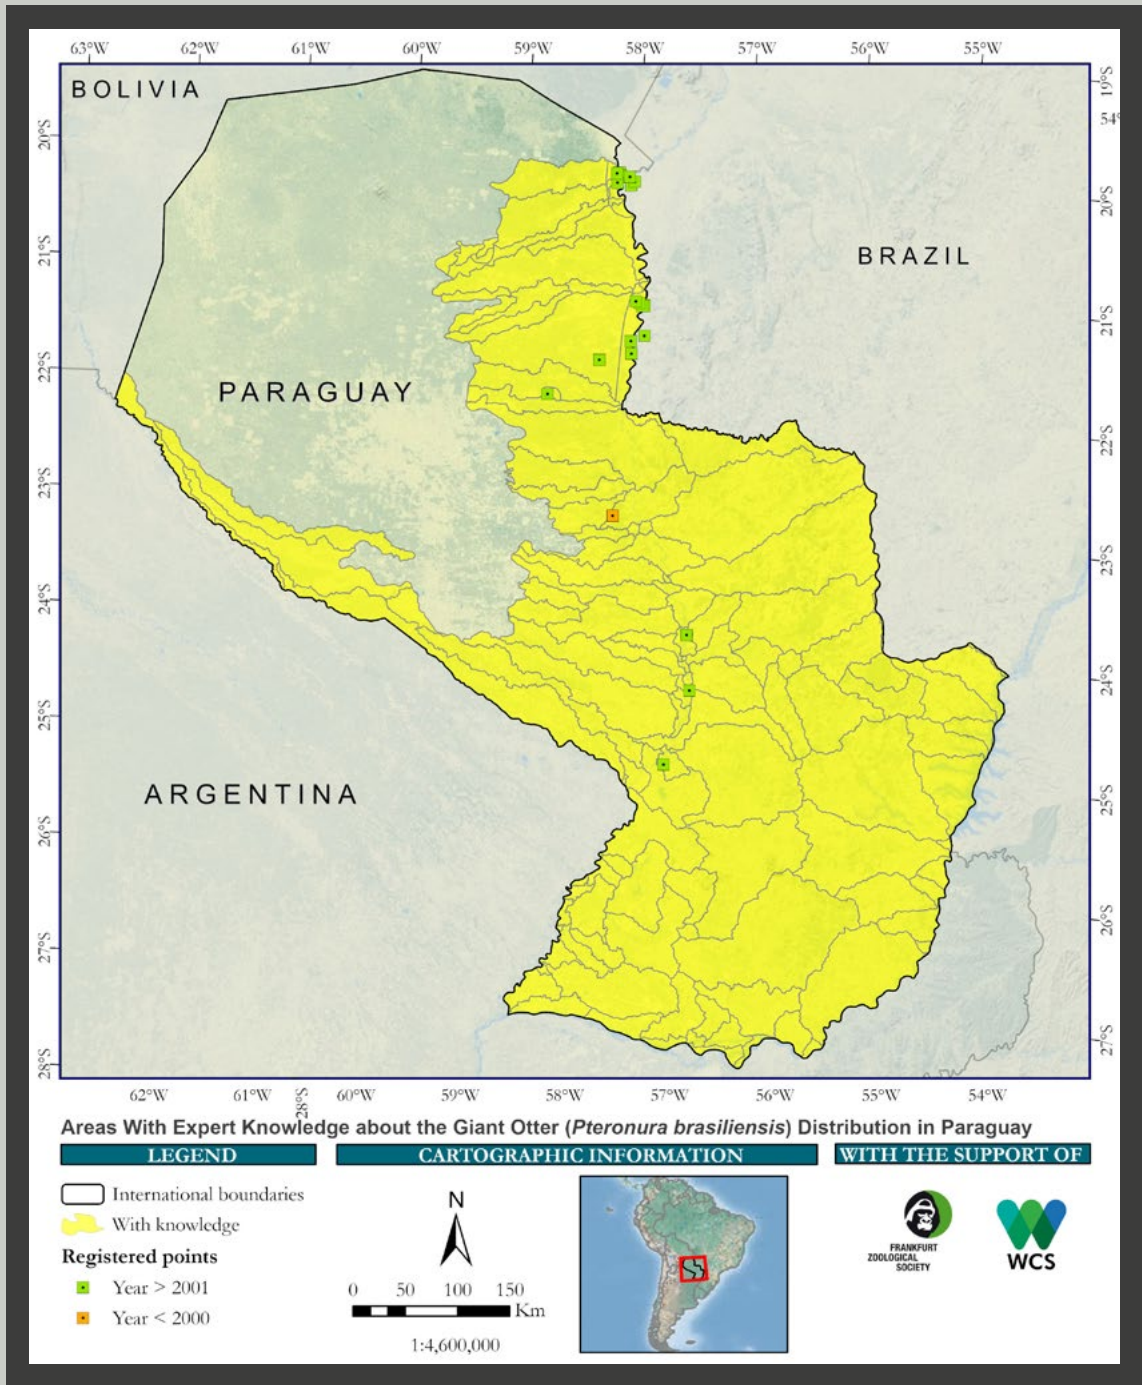 63°W 62°W 61°W 60°W 59°W 58°W 57°W 56°W 55°W
19°S
54°
20°S
20°S
21°S
21°S
22°S
22°S
23°S
23°S
24°S
24°S
25°S
25°S
26°S
26°S
27°S
27°S
28°S
BOLIVIA
BRAZIL
PARAGUAY
ARGENTINA
62°W 61°W 60°W 59°W 58°W 57°W 56°W 55°W 54°W
28°S
Areas With Expert Knowledge about the Giant Otter (Pteronura brasiliensis) Distribution in Paraguay
LEGEND
International boundaries
With knowledge
Registered points
Year > 2001
Year < 2000
CARTOGRAPHIC INFORMATION
N
0 50 100 150
Km
1:4,600,000
WITH THE SUPPORT OF
FRANKFURT
ZOOLOGICAL
SOCIETY
WCS